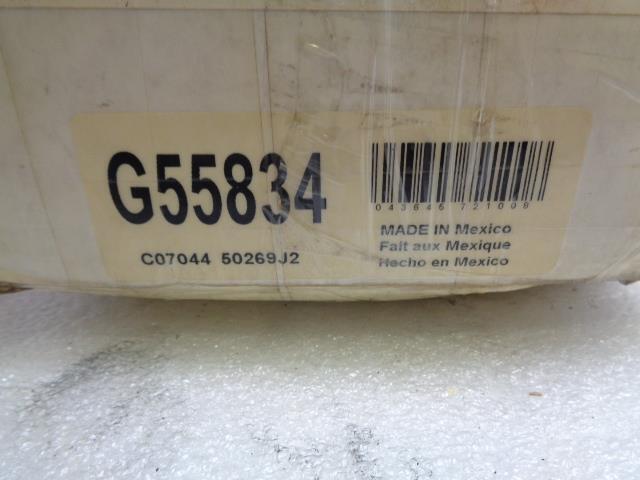 G55834
043646 721008
C07044 50269J2
MADE IN Mexico
Fait aux Mexique
Hecho en Mexico